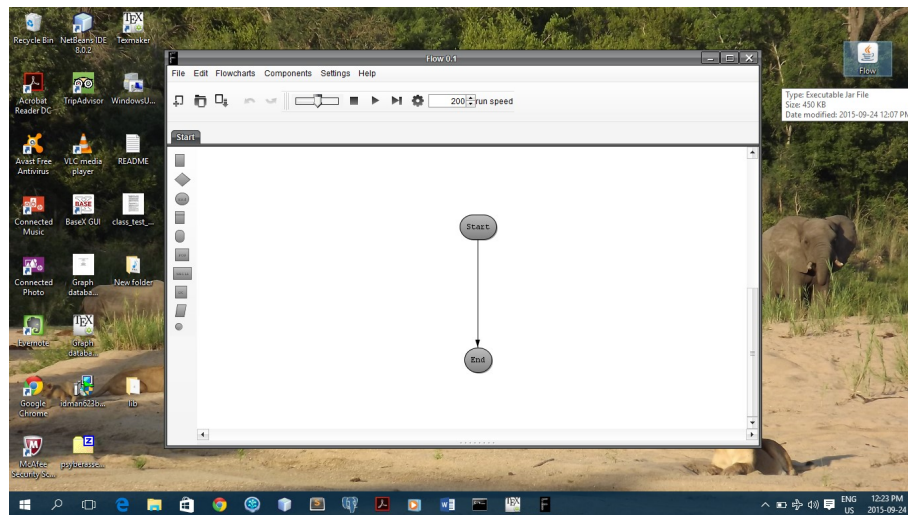 Recycle Bin
NetBeans IDE
8.0.2
Texmaker
Acrobat
Reader DC
TripAdvisor
WindowsU...
Avast Free
Antivirus
VLC media
player
README
Connected
Music
BaseX GUI
class_test_...
Connected
Photo
Graph
databa...
New folder
Evernote
Graph
databa...
Google
Chrome
idman623b...
lib
McAfee
Security Sc...
psyberasse...
Flow 0.1
File Edit Flowcharts Components Settings Help
200 run speed
Start
Start
End
Flow
Type: Executable Jar File
Size: 450 KB
Date modified: 2015-09-24 12:07 PM
ENG 12:23 PM
US 2015-09-24